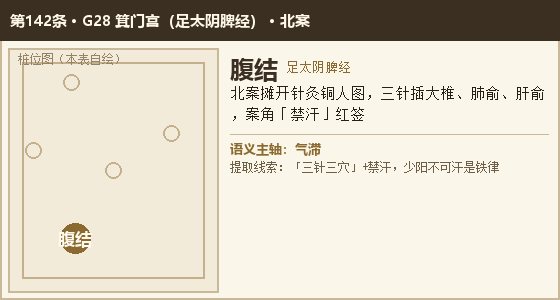 第142条·G28 箕门宫（足太阴脾经）·北案
桩位图（本表自绘）
腹结
腹结 足太阴脾经
北案摊开针灸铜人图，三针插大椎、肺俞、肝俞
，案角「禁汗」红签
语义主轴：气滞
提取线索：「三针三穴」+禁汗，少阳不可汗是铁律